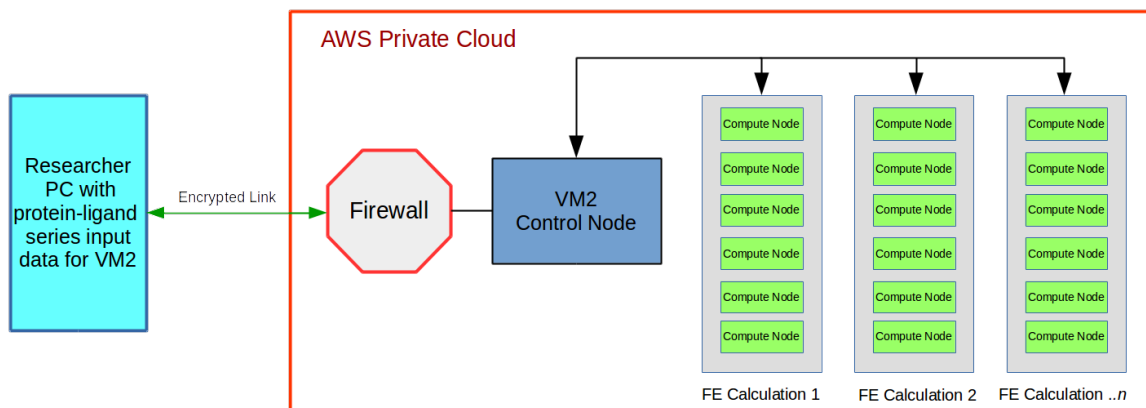 AWS Private Cloud
Researcher
PC with
protein-ligand
series input
data for VM2
Encrypted Link
Firewall
VM2
Control Node
Compute Node
Compute Node
Compute Node
Compute Node
Compute Node
Compute Node
FE Calculation 1
Compute Node
Compute Node
Compute Node
Compute Node
Compute Node
Compute Node
FE Calculation 2
Compute Node
Compute Node
Compute Node
Compute Node
Compute Node
Compute Node
FE Calculation ..n